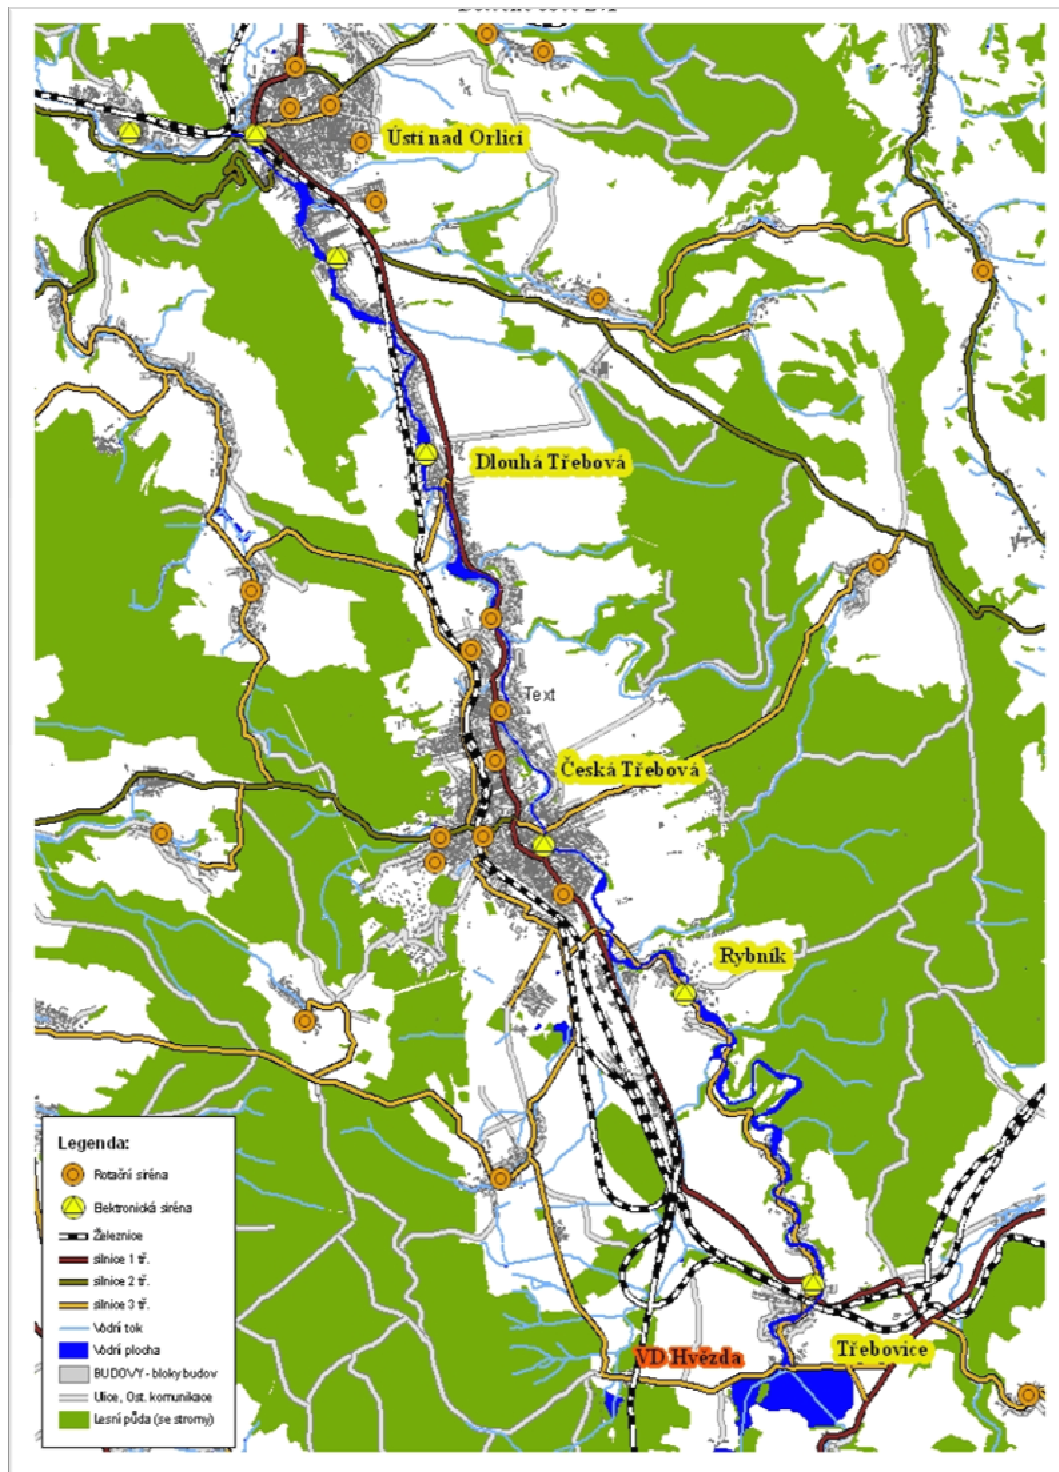 Ústí nad Orlicí
Dlouhá Třebová
Text
Česká Třebová
Rybník
Třebovice
VD Hvězda
Legenda:
Rotační siréna
Elektronická siréna
Železnice
silnice 1 tř.
silnice 2 tř.
silnice 3 tř.
Vodní tok
Vodní plocha
BUDOVY - bloky budov
Ulice, Ost. komunikace
Lesní půda (se stromy)